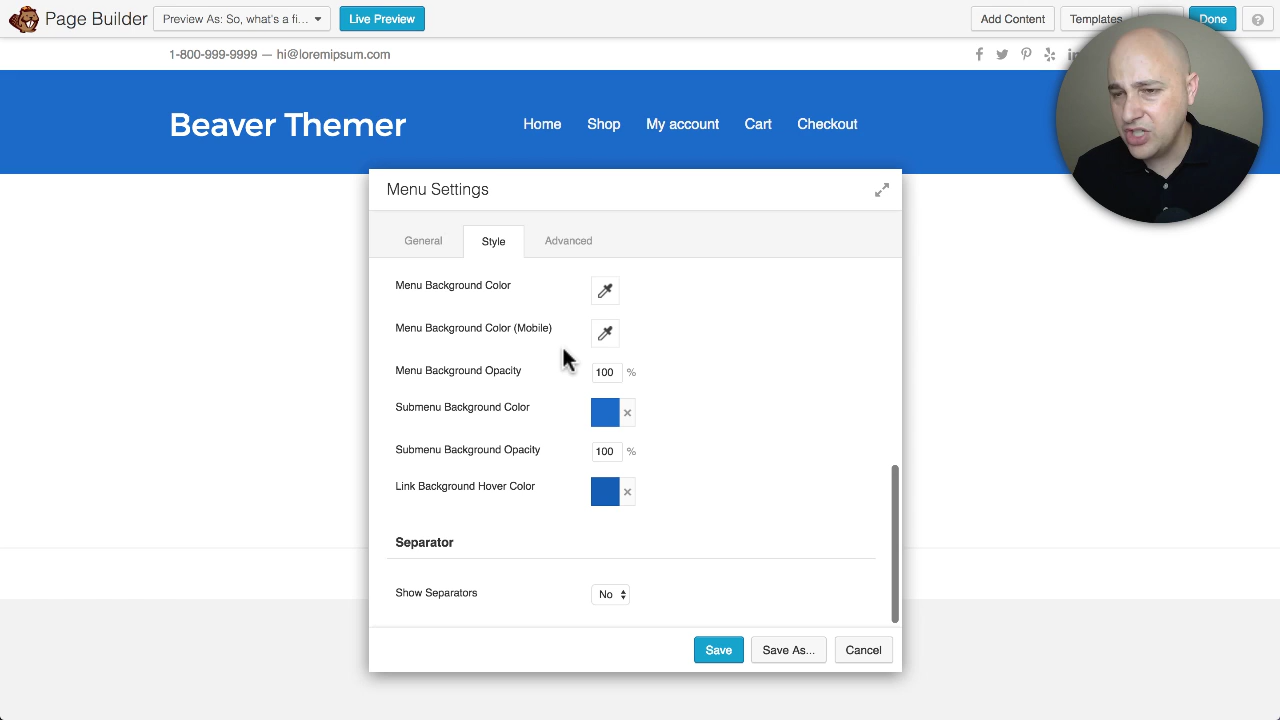 Page Builder
Preview As: So, what's a fi...
Live Preview
Add Content
Templates
Done
1-800-999-9999 — hi@loremipsum.com
Beaver Themer
Home
Shop
My account
Cart
Checkout
Menu Settings
General
Style
Advanced
Menu Background Color
Menu Background Color (Mobile)
Menu Background Opacity
100 %
Submenu Background Color
Submenu Background Opacity
100 %
Link Background Hover Color
Separator
Show Separators
No
Save
Save As...
Cancel